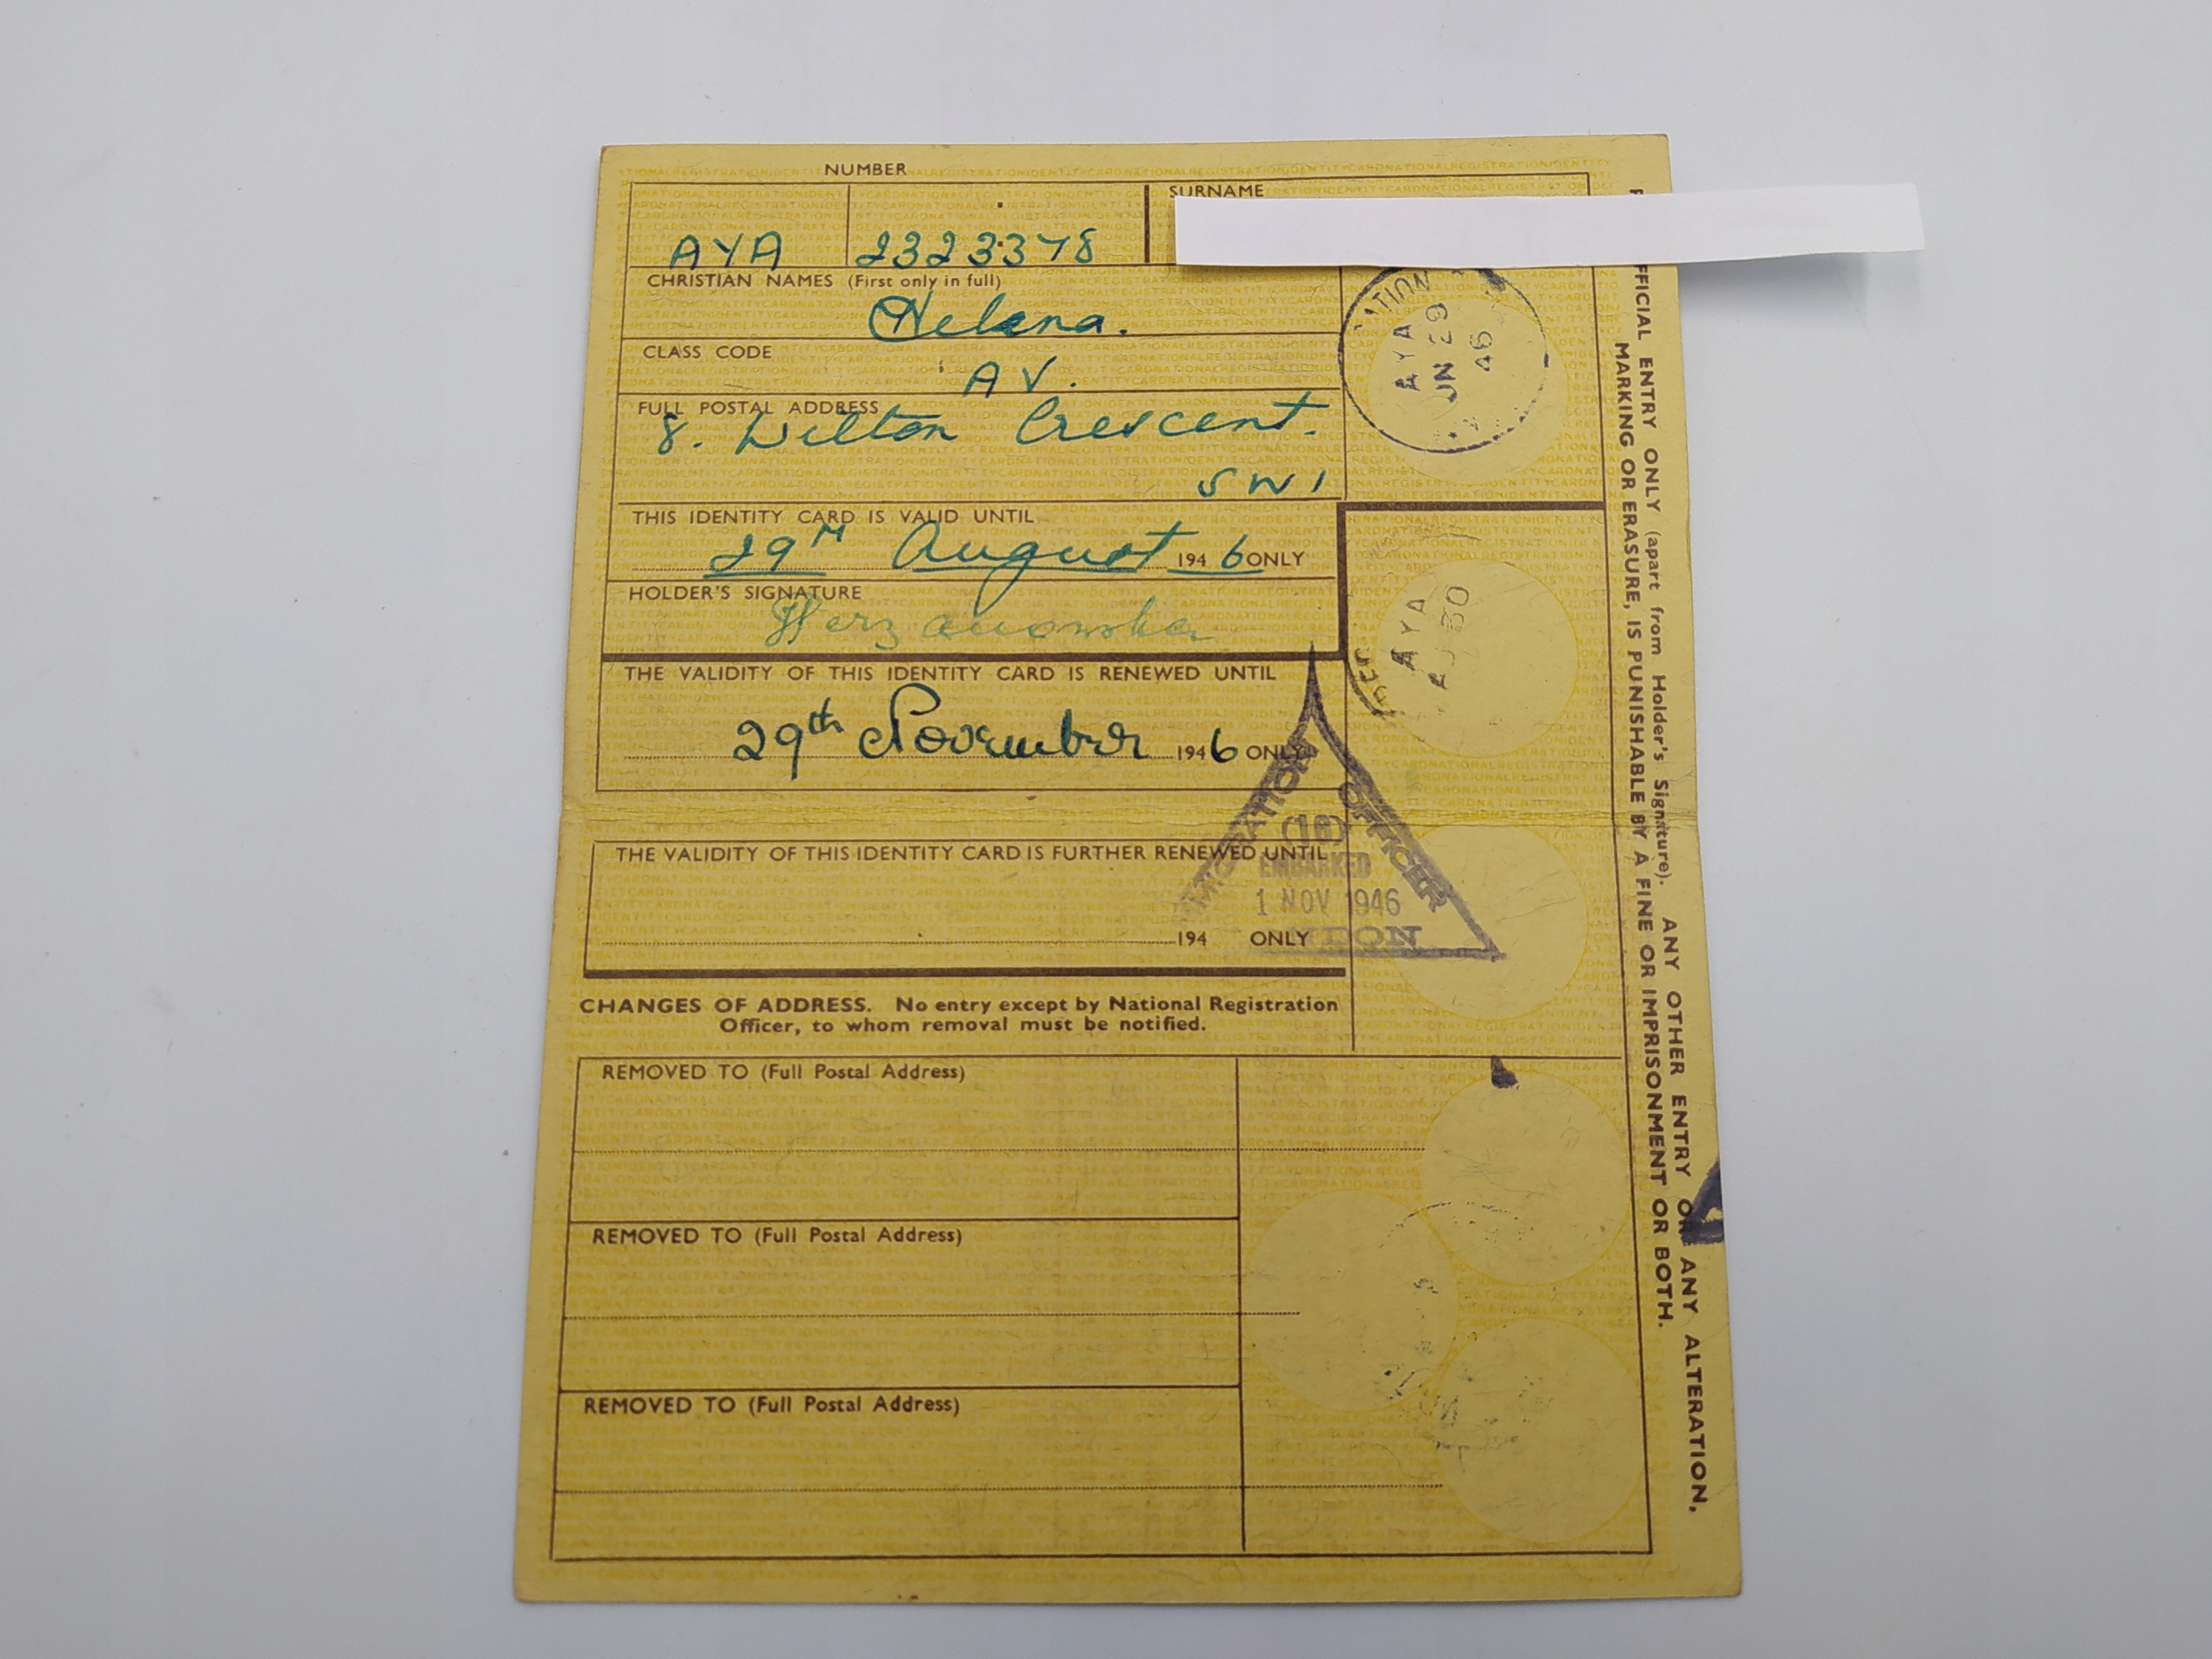 NUMBER
AYA 2323378
SURNAME
CHRISTIAN NAMES (First only in full)
Helena.
CLASS CODE
AV.
FULL POSTAL ADDRESS
8. Wilton Crescent.
SW1
THIS IDENTITY CARD IS VALID UNTIL
29th August 1946 ONLY
HOLDER'S SIGNATURE
THE VALIDITY OF THIS IDENTITY CARD IS RENEWED UNTIL
29th November 1946 ONLY
THE VALIDITY OF THIS IDENTITY CARD IS FURTHER RENEWED UNTIL
194 ONLY
CHANGES OF ADDRESS. No entry except by National Registration
Officer, to whom removal must be notified.
REMOVED TO (Full Postal Address)
REMOVED TO (Full Postal Address)
REMOVED TO (Full Postal Address)
AYA
JN 29
46
AYA
IMMIGRATION OFFICER
(16)
EMBARKED
1 NOV 1946
ENTRY ONLY (apart from Holder's Signature). ANY OTHER ENTRY OR ANY ALTERATION,
MARKING OR ERASURE, IS PUNISHABLE BY A FINE OR IMPRISONMENT OR BOTH.